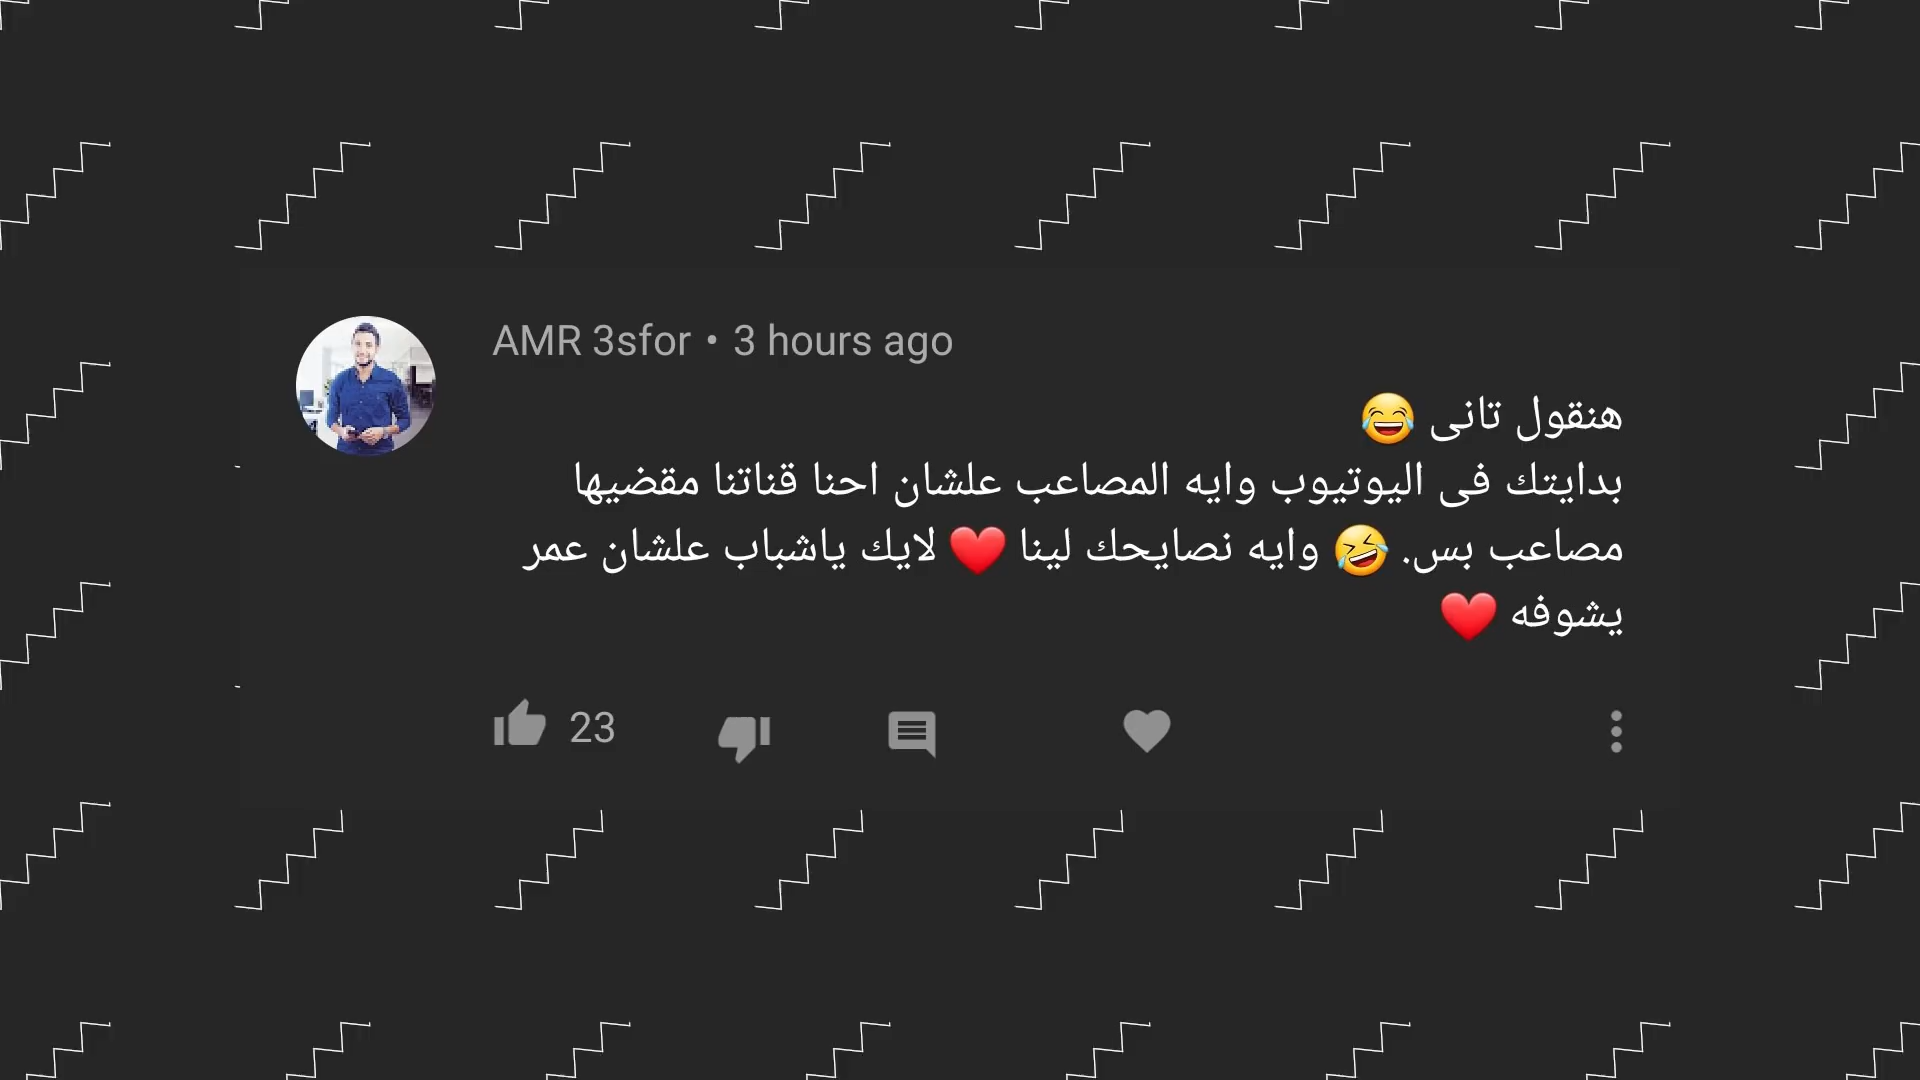 AMR 3sfor • 3 hours ago
هنقول تانى 😂
بدايتك فى اليوتيوب وايه المصاعب علشان احنا قناتنا مقضيها
مصاعب بس. 🤣 وايه نصايحك لينا ❤️ لايك ياشباب علشان عمر
يشوفه ❤️
23